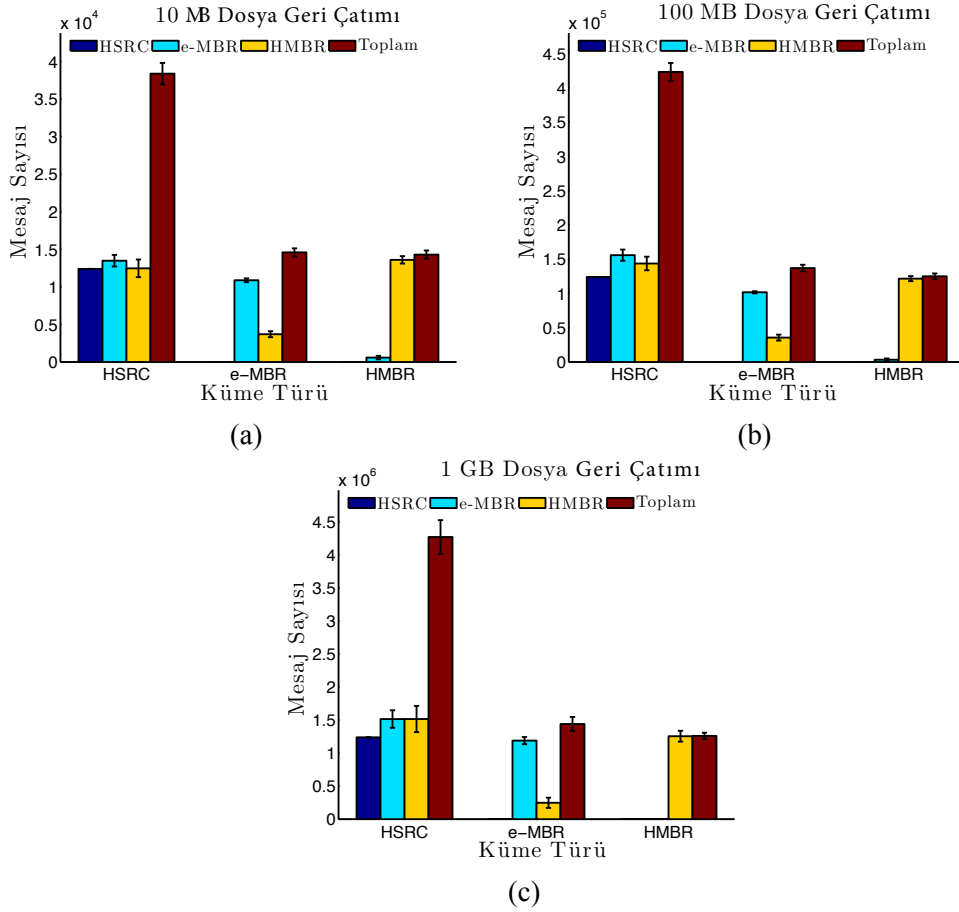 10 MB Dosya Geri Çatımı
x 10^4
HSRC e-MBR HMBR Toplam
4
3.5
3
2.5
2
1.5
1
0.5
0
Mesaj Sayısı
HSRC e-MBR HMBR
Küme Türü
(a)
100 MB Dosya Geri Çatımı
x 10^5
HSRC e-MBR HMBR Toplam
4.5
4
3.5
3
2.5
2
1.5
1
0.5
0
Mesaj Sayısı
HSRC e-MBR HMBR
Küme Türü
(b)
1 GB Dosya Geri Çatımı
x 10^6
HSRC e-MBR HMBR Toplam
4.5
4
3.5
3
2.5
2
1.5
1
0.5
0
Mesaj Sayısı
HSRC e-MBR HMBR
Küme Türü
(c)